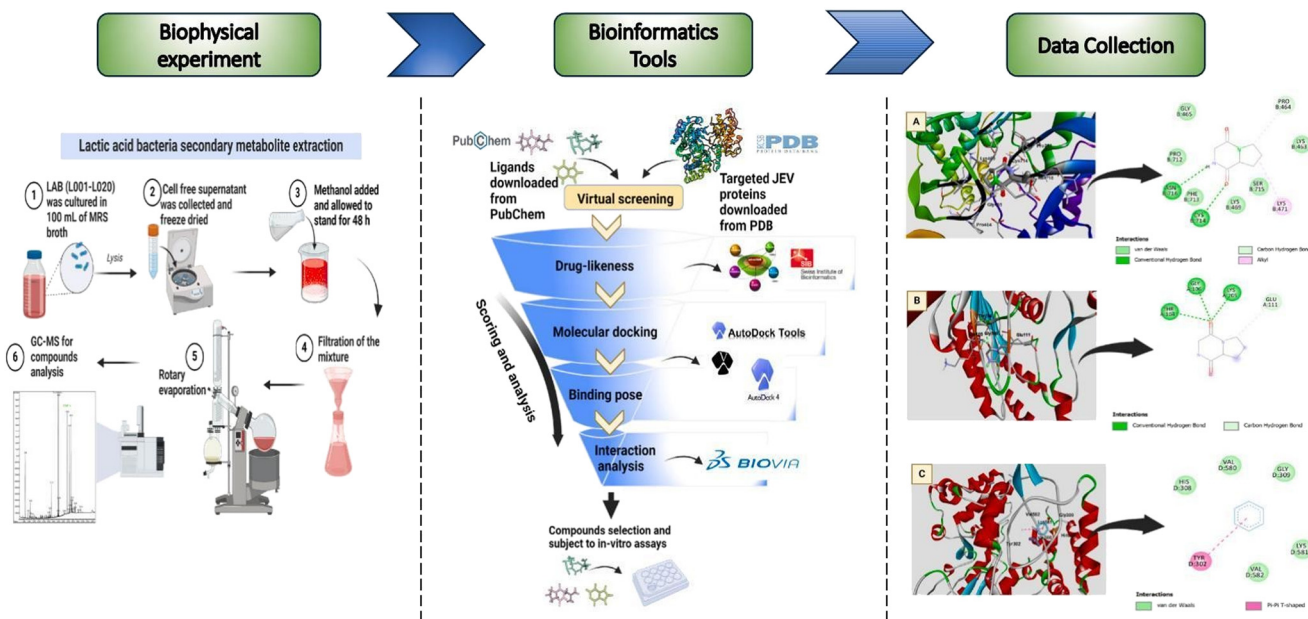 Biophysical
experiment
Bioinformatics
Tools
Data Collection
Lactic acid bacteria secondary metabolite extraction
1
LAB (L001-L020)
was cultured in
100 mL of MRS
broth
Lysis
2
Cell free supernatant
was collected and
freeze dried
3
Methanol added
and allowed to
stand for 48 h
4
Filtration of the
mixture
5
Rotary
evaporation
6
GC-MS for
compounds
analysis
PubChem
PDB
Ligands
downloaded
from
PubChem
Virtual screening
Targeted JEV
proteins
downloaded
from PDB
Drug-likeness
SIB
Swiss Institute of
Bioinformatics
Molecular docking
AutoDock Tools
Binding pose
AutoDock 4
Interaction
analysis
BIOVIA
Scoring and analysis
Compounds selection and
subject to in-vitro assays
A
GLY
B:465
PRO
B:464
LYS
B:463
PRO
B:712
PHE
B:713
SER
B:715
LYS
B:471
Interactions
van der Waals
Conventional Hydrogen Bond
Carbon Hydrogen Bond
Alkyl
B
GLU
A:111
Interactions
Conventional Hydrogen Bond
Carbon Hydrogen Bond
C
HIS
D:308
VAL
D:580
GLY
D:309
LYS
D:581
TYR
D:302
VAL
D:582
Interactions
van der Waals
Pi-Pi T-shaped